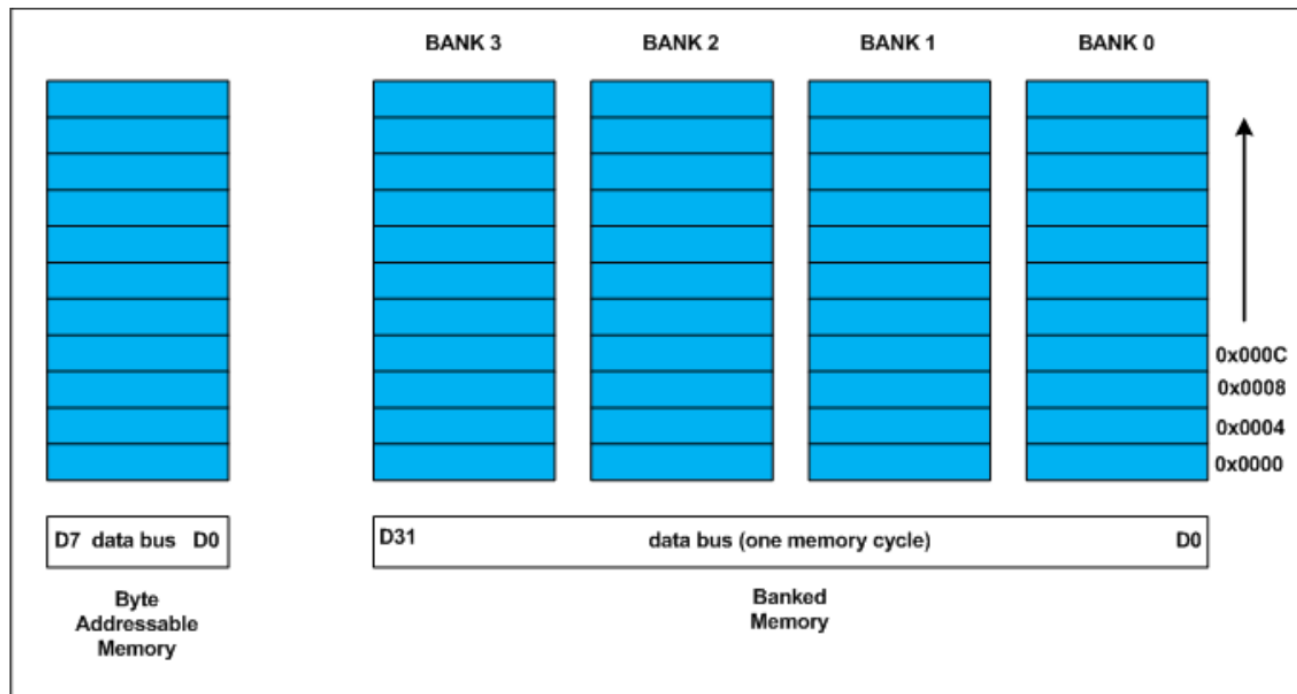 BANK 3 BANK 2 BANK 1 BANK 0
0x000C
0x0008
0x0004
0x0000
D7 data bus D0
D31 data bus (one memory cycle) D0
Byte
Addressable
Memory
Banked
Memory